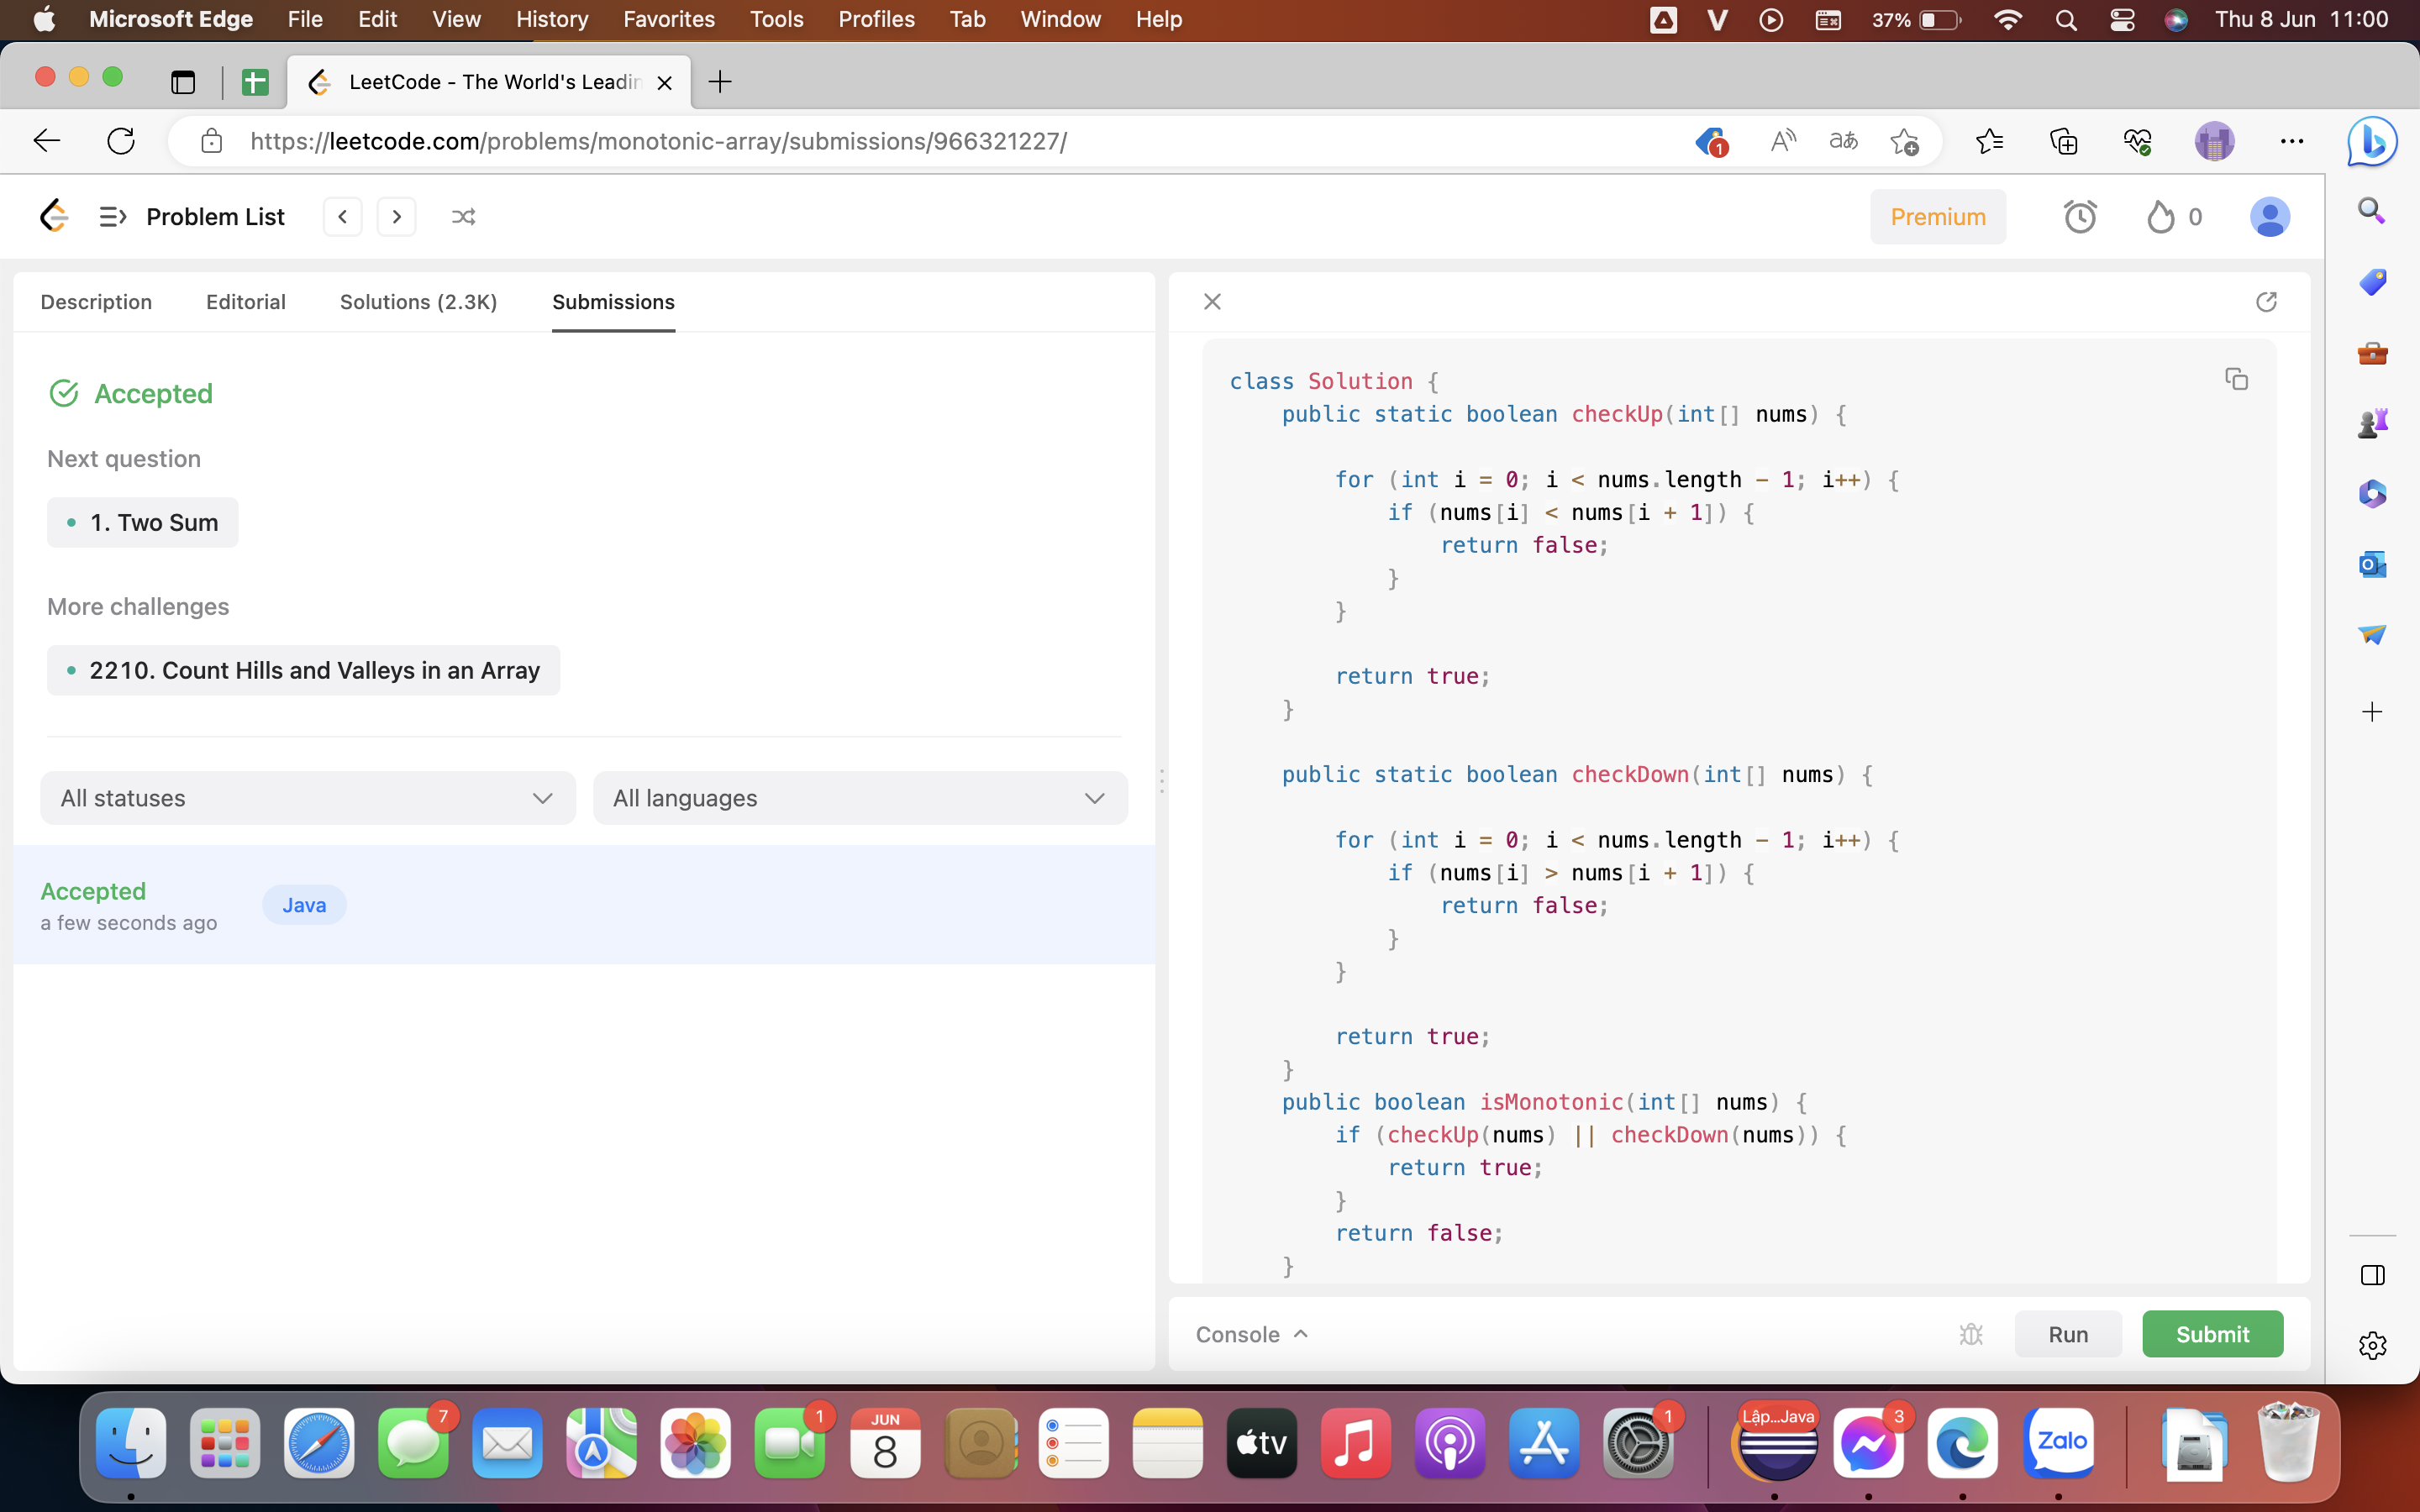 Microsoft Edge File Edit View History Favorites Tools Profiles Tab Window Help 37% Thu 8 Jun 11:00
LeetCode - The World's Leadin
https://leetcode.com/problems/monotonic-array/submissions/966321227/
1
Problem List
Premium
0
Description Editorial Solutions (2.3K) Submissions
Accepted
Next question
1. Two Sum
More challenges
2210. Count Hills and Valleys in an Array
All statuses All languages
Accepted
a few seconds ago
Java
class Solution {
    public static boolean checkUp(int[] nums) {
        for (int i = 0; i < nums.length - 1; i++) {
            if (nums[i] < nums[i + 1]) {
                return false;
            }
        }
        return true;
    }
    public static boolean checkDown(int[] nums) {
        for (int i = 0; i < nums.length - 1; i++) {
            if (nums[i] > nums[i + 1]) {
                return false;
            }
        }
        return true;
    }
    public boolean isMonotonic(int[] nums) {
        if (checkUp(nums) || checkDown(nums)) {
            return true;
        }
        return false;
    }
Console Run Submit
7
1
JUN
8
tv
1
Lập...Java
3
Zalo